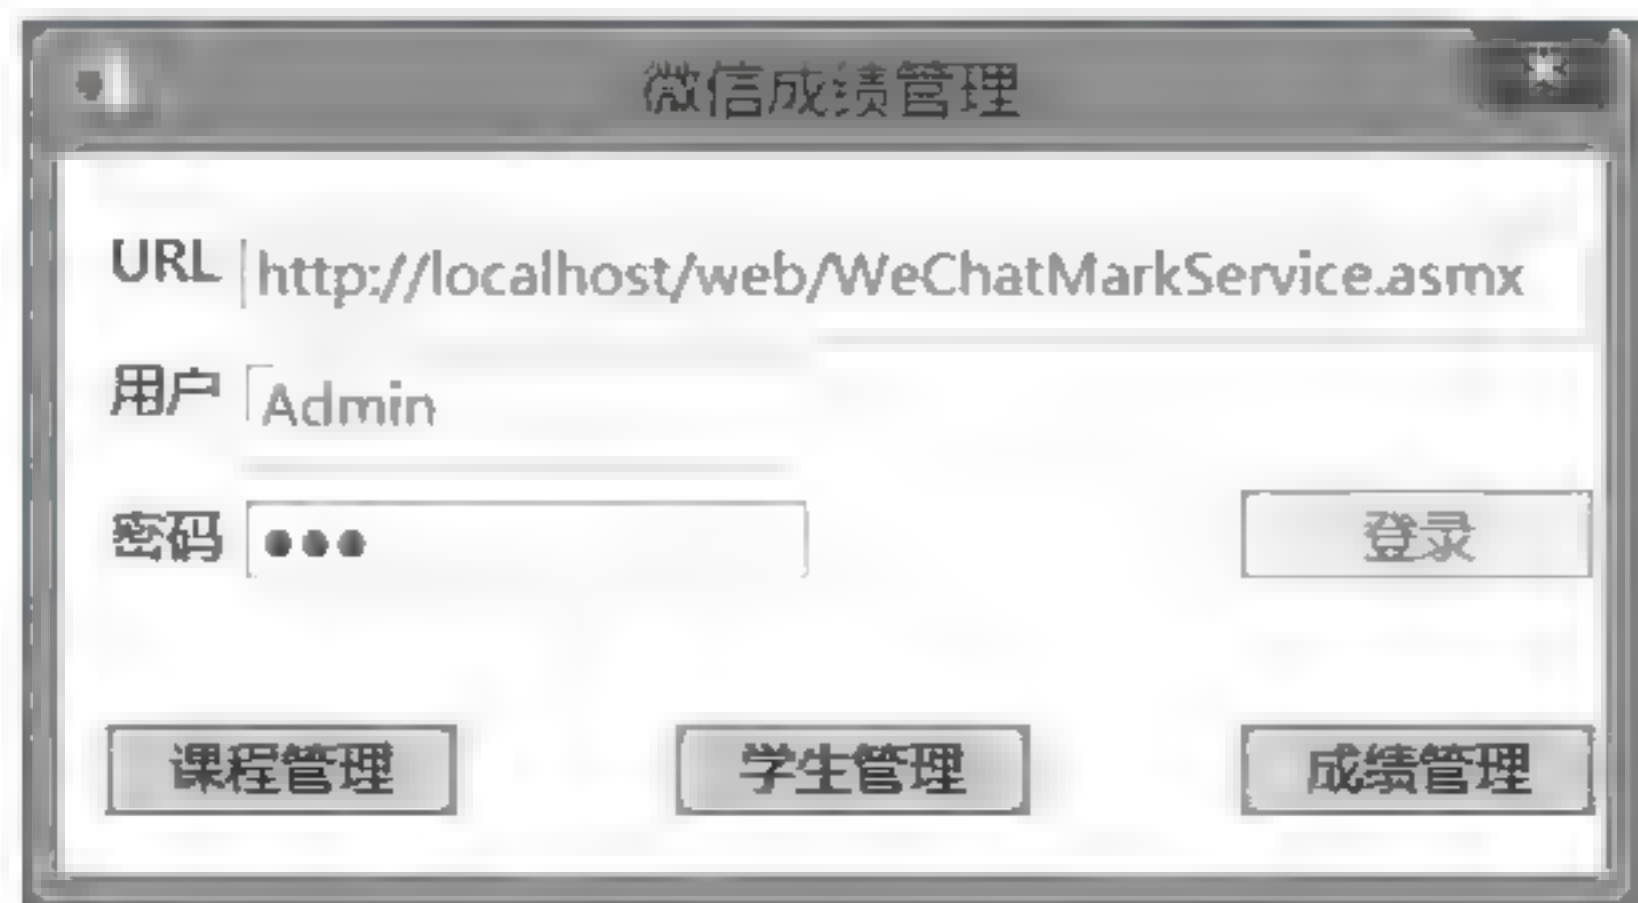 微信成绩管理
URL http://localhost/web/WeChatMarkService.asmx
用户 Admin
密码 ●●●
登录
课程管理 学生管理 成绩管理